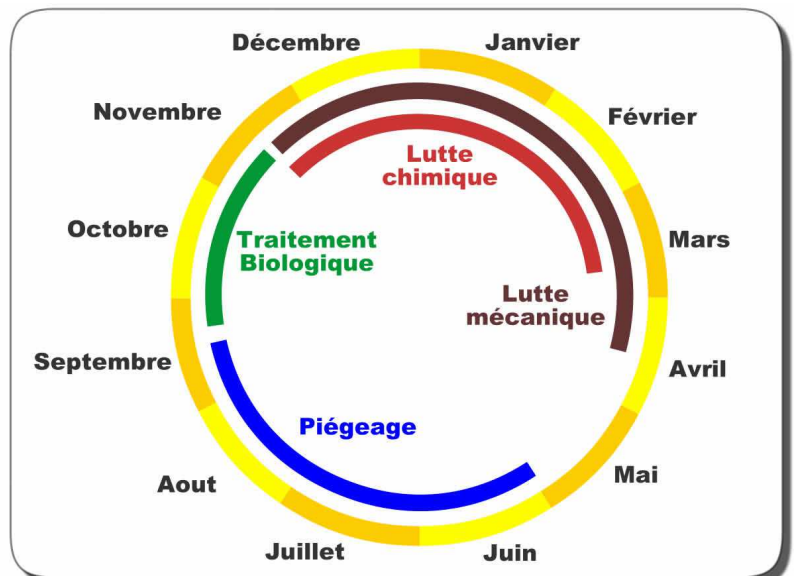 Décembre
Janvier
Novembre
Février
Lutte
chimique
Octobre
Mars
Traitement
Biologique
Lutte
mécanique
Septembre
Avril
Piégeage
Aout
Mai
Juillet
Juin